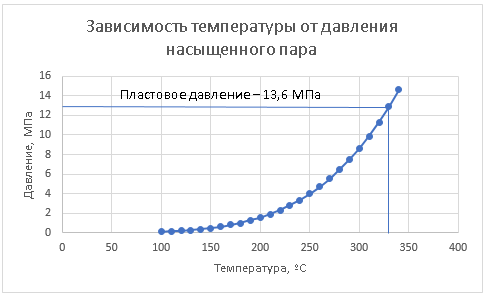 Зависимость температуры от давления
насыщенного пара
Пластовое давление – 13,6 МПа
Давление, МПа
16
14
12
10
8
6
4
2
0
0 50 100 150 200 250 300 350 400
Температура, ºС